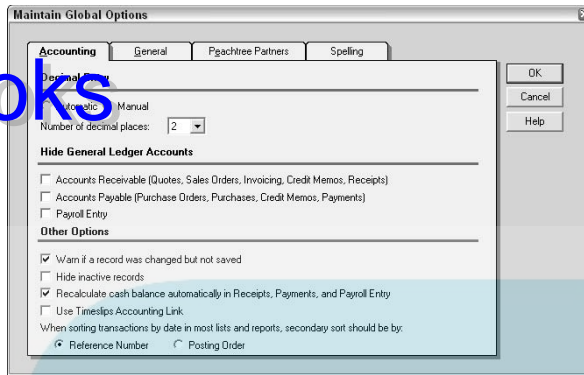 Maintain Global Options
Accounting General Peachtree Partners Spelling
oks
Decimal Entry
Automatic Manual
Number of decimal places: 2
Hide General Ledger Accounts
Accounts Receivable (Quotes, Sales Orders, Invoicing, Credit Memos, Receipts)
Accounts Payable (Purchase Orders, Purchases, Credit Memos, Payments)
Payroll Entry
Other Options
Warn if a record was changed but not saved
Hide inactive records
Recalculate cash balance automatically in Receipts, Payments, and Payroll Entry
Use Timeslips Accounting Link
When sorting transactions by date in most lists and reports, secondary sort should be by:
Reference Number Posting Order
OK
Cancel
Help